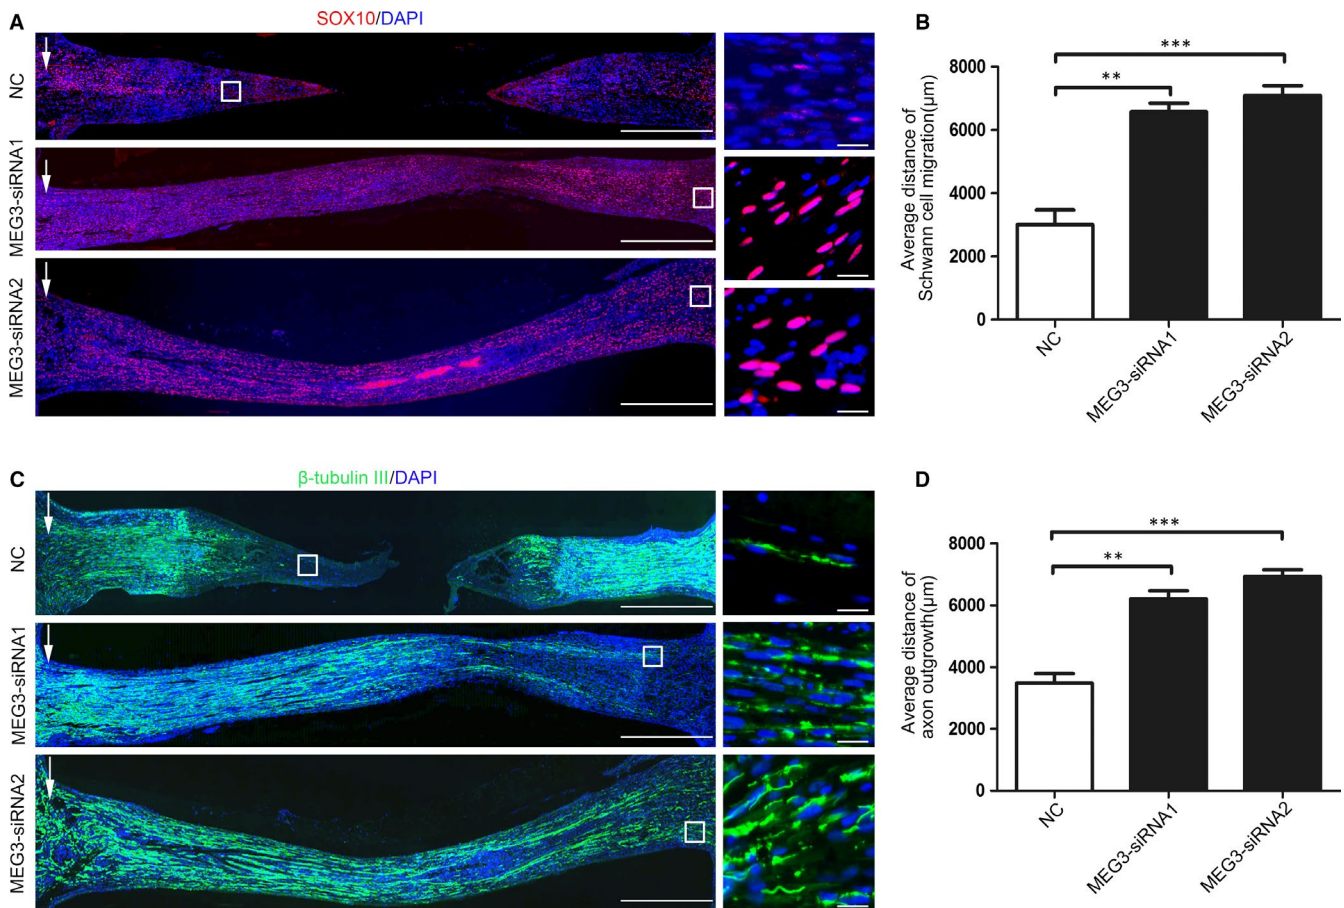 A
SOX10/DAPI
NC
MEG3-siRNA1
MEG3-siRNA2
B
Average distance of
Schwann cell migration(μm)
8000
6000
4000
2000
0
**
***
NC
MEG3-siRNA1
MEG3-siRNA2
C
β-tubulin III/DAPI
NC
MEG3-siRNA1
MEG3-siRNA2
D
Average distance of
axon outgrowth(μm)
8000
6000
4000
2000
0
**
***
NC
MEG3-siRNA1
MEG3-siRNA2